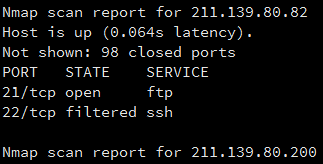 Nmap scan report for 211.139.80.82
Host is up (0.064s latency).
Not shown: 98 closed ports
PORT   STATE    SERVICE
21/tcp open     ftp
22/tcp filtered ssh
Nmap scan report for 211.139.80.200